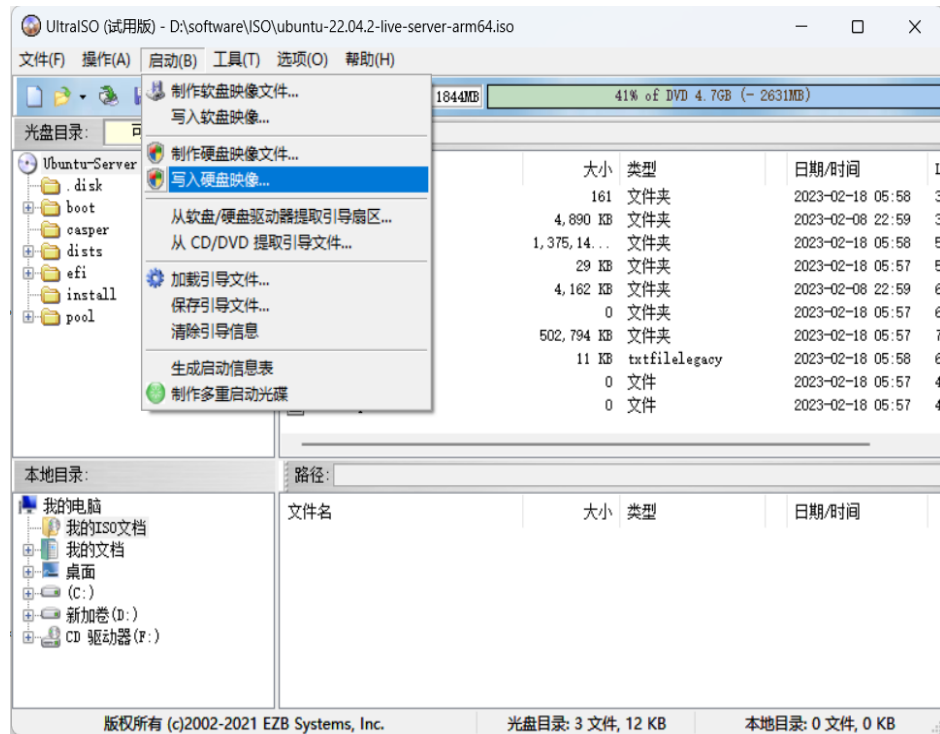 UltraISO (试用版) - D:\software\ISO\ubuntu-22.04.2-live-server-arm64.iso
文件(F) 操作(A) 启动(B) 工具(T) 选项(O) 帮助(H)
1844MB 41% of DVD 4.7GB (- 2631MB)
光盘目录:
制作软盘映像文件...
写入软盘映像...
制作硬盘映像文件...
写入硬盘映像...
从软盘/硬盘驱动器提取引导扇区...
从 CD/DVD 提取引导文件...
加载引导文件...
保存引导文件...
清除引导信息
生成启动信息表
制作多重启动光碟
Ubuntu-Server
.disk
boot
casper
dists
efi
install
pool
大小 类型 日期/时间
161 文件夹 2023-02-18 05:58
4,890 KB 文件夹 2023-02-08 22:59
1,375,14... 文件夹 2023-02-18 05:58
29 KB 文件夹 2023-02-18 05:57
4,162 KB 文件夹 2023-02-08 22:59
0 文件夹 2023-02-18 05:57
502,794 KB 文件夹 2023-02-18 05:57
11 KB txtfilelegacy 2023-02-18 05:58
0 文件 2023-02-18 05:57
0 文件 2023-02-18 05:57
本地目录: 路径:
我的电脑
我的ISO文档
我的文档
桌面
(C:)
新加卷(D:)
CD 驱动器(F:)
文件名 大小 类型 日期/时间
版权所有 (c)2002-2021 EZB Systems, Inc. 光盘目录: 3 文件, 12 KB 本地目录: 0 文件, 0 KB